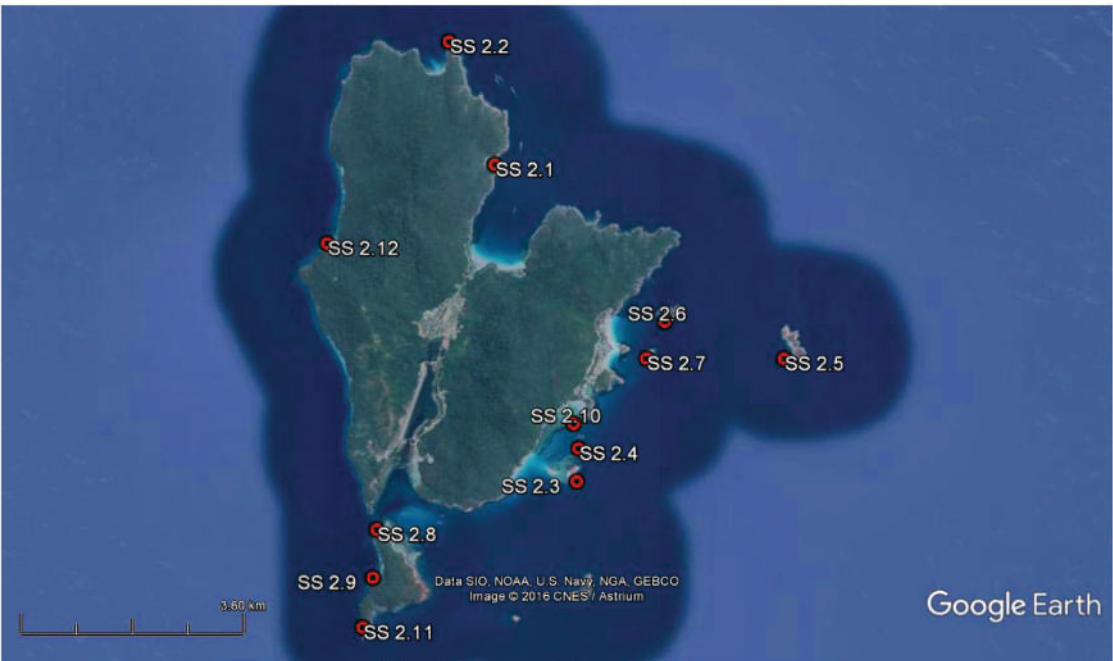 SS 2.2
SS 2.1
SS 2.12
SS 2.6
SS 2.7
SS 2.5
SS 2.10
SS 2.4
SS 2.3
SS 2.8
SS 2.9
SS 2.11
Data SIO, NOAA, U.S. Navy, NGA, GEBCO
Image © 2016 CNES / Astrium
3.60 km
Google Earth